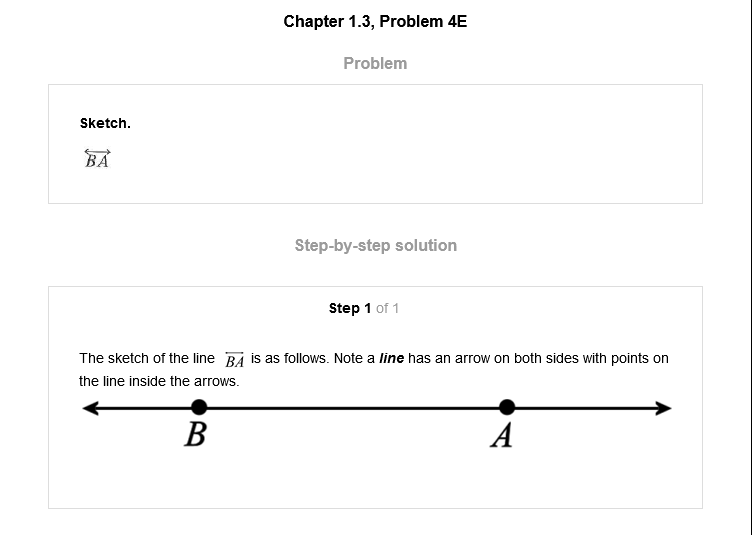 Chapter 1.3, Problem 4E
Problem
Sketch.
BA
Step-by-step solution
Step 1 of 1
The sketch of the line BA is as follows. Note a line has an arrow on both sides with points on
the line inside the arrows.
B A